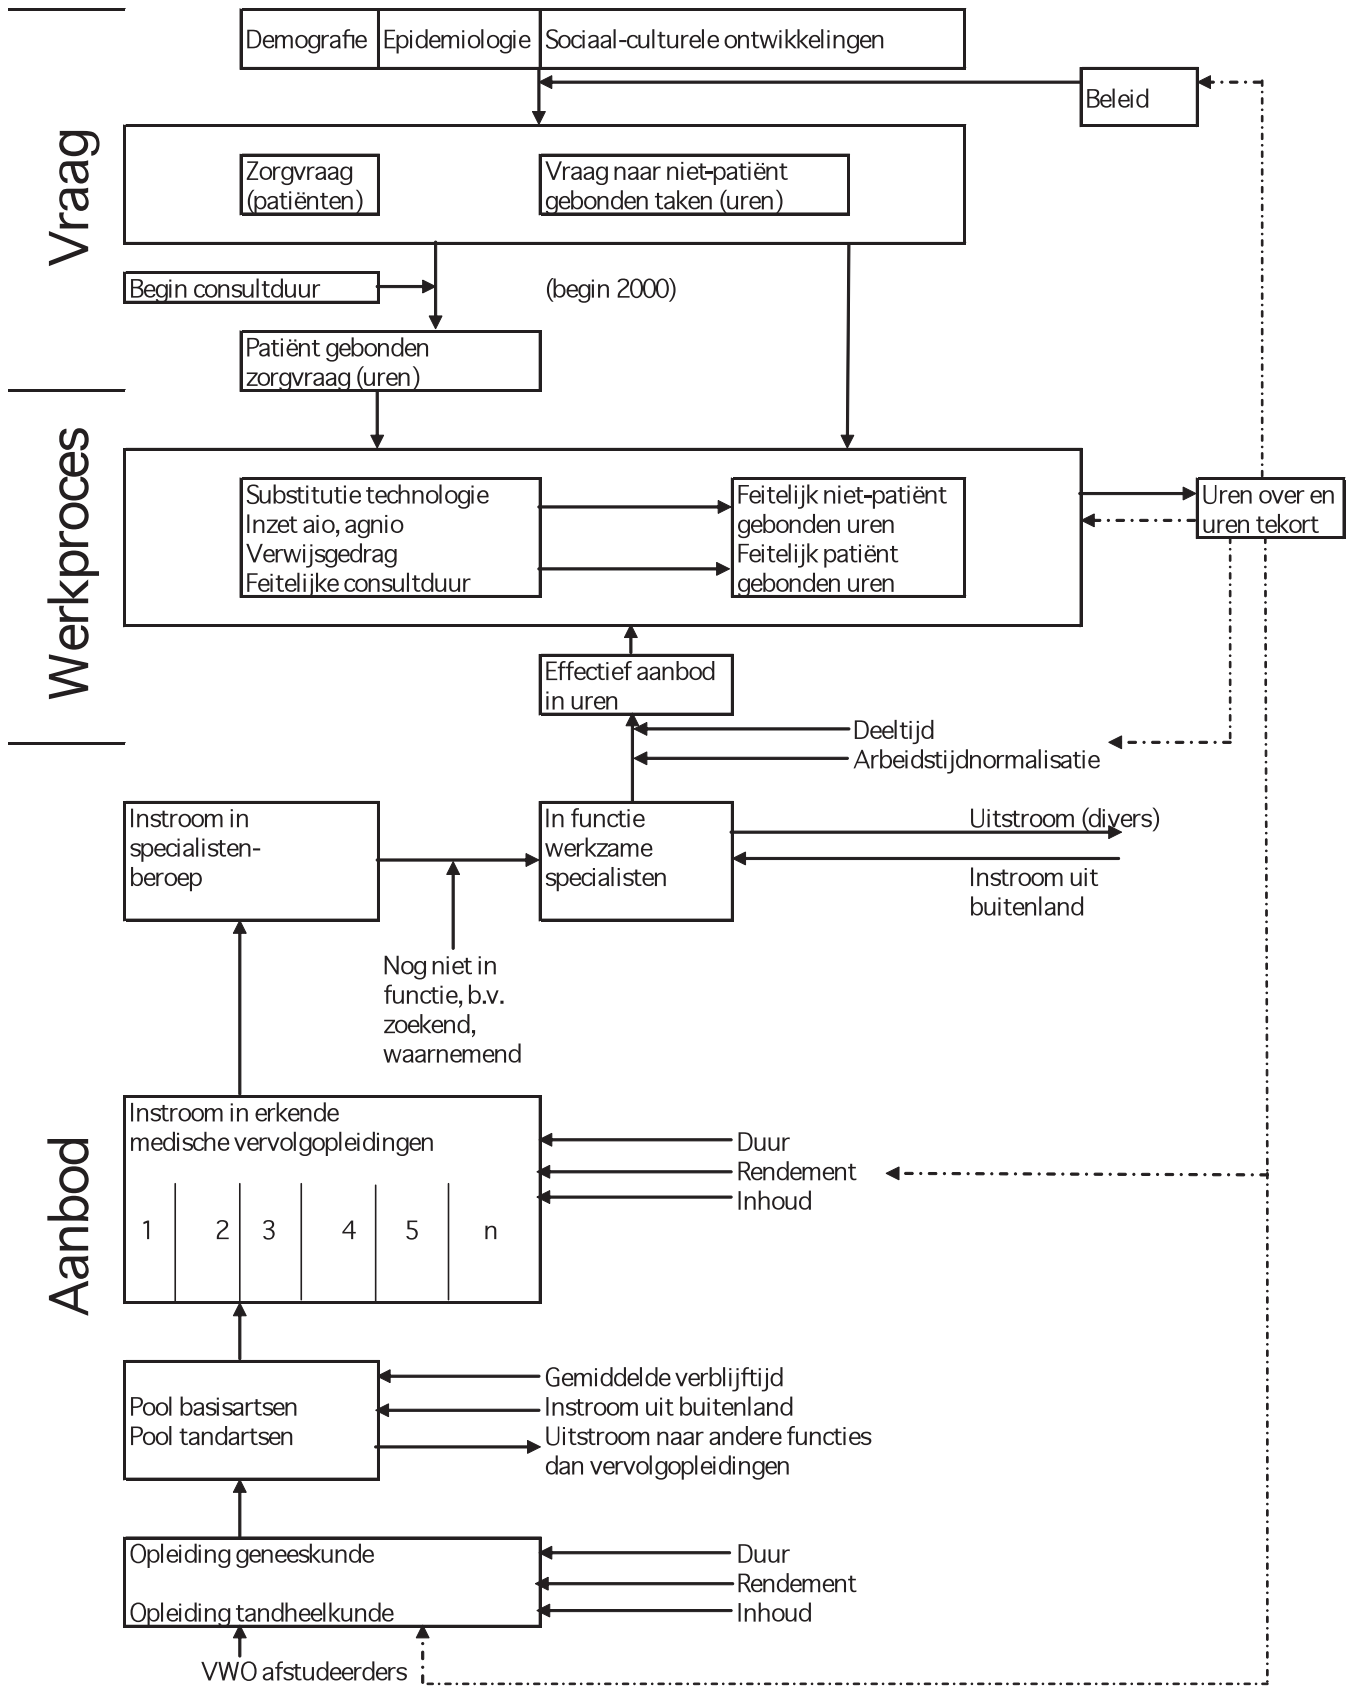 Demografie
Epidemiologie
Sociaal-culturele ontwikkelingen
Beleid
Vraag
Zorgvraag
(patiënten)
Vraag naar niet-patiënt
gebonden taken (uren)
Begin consultduur
(begin 2000)
Patiënt gebonden
zorgvraag (uren)
Werkproces
Substitutie technologie
Inzet aio, agnio
Verwijsgedrag
Feitelijke consultduur
Feitelijk niet-patiënt
gebonden uren
Feitelijk patiënt
gebonden uren
Uren over en
uren tekort
Effectief aanbod
in uren
Deeltijd
Arbeidstijdnormalisatie
Aanbod
Instroom in
specialisten-
beroep
In functie
werkzame
specialisten
Uitstroom (divers)
Instroom uit
buitenland
Nog niet in
functie, b.v.
zoekend,
waarnemend
Instroom in erkende
medische vervolgopleidingen
1 2 3 4 5 n
Duur
Rendement
Inhoud
Pool basisartsen
Pool tandartsen
Gemiddelde verblijftijd
Instroom uit buitenland
Uitstroom naar andere functies
dan vervolgopleidingen
Opleiding geneeskunde
Opleiding tandheelkunde
Duur
Rendement
Inhoud
VWO afstudeerders